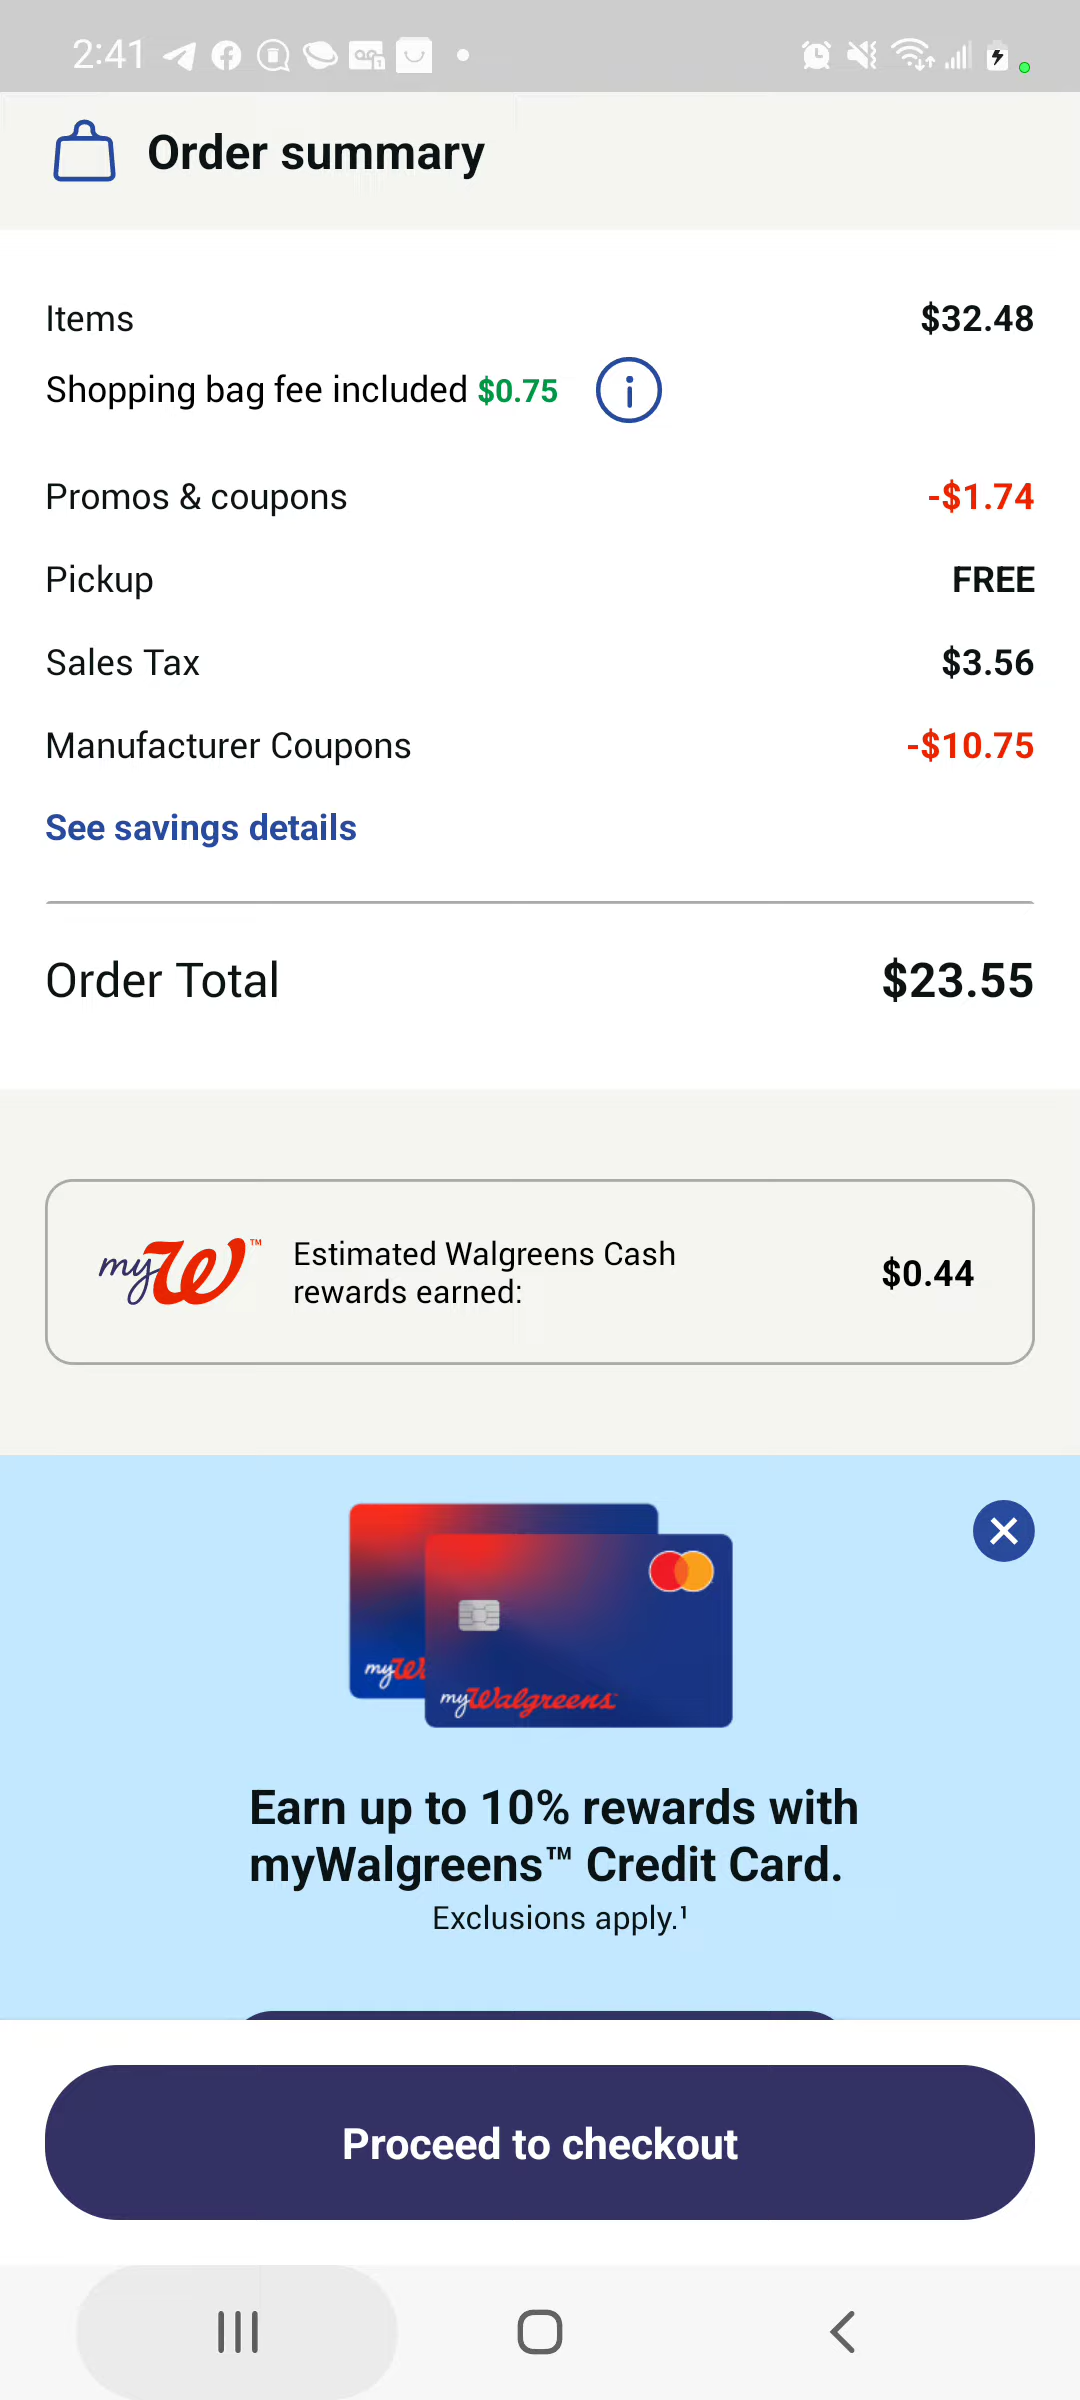 2:41
Order summary
Items $32.48
Shopping bag fee included $0.75
Promos & coupons -$1.74
Pickup FREE
Sales Tax $3.56
Manufacturer Coupons -$10.75
See savings details
Order Total $23.55
myW™ Estimated Walgreens Cash
rewards earned: $0.44
myWalgreens
Earn up to 10% rewards with
myWalgreens™ Credit Card.
Exclusions apply.¹
Proceed to checkout